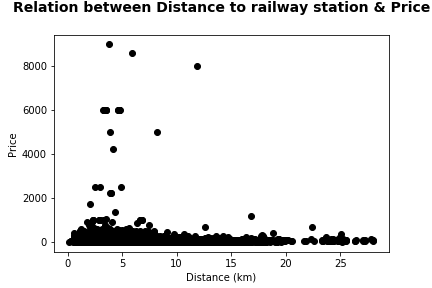 Relation between Distance to railway station & Price
8000
6000
4000
2000
0
Price
0 5 10 15 20 25
Distance (km)